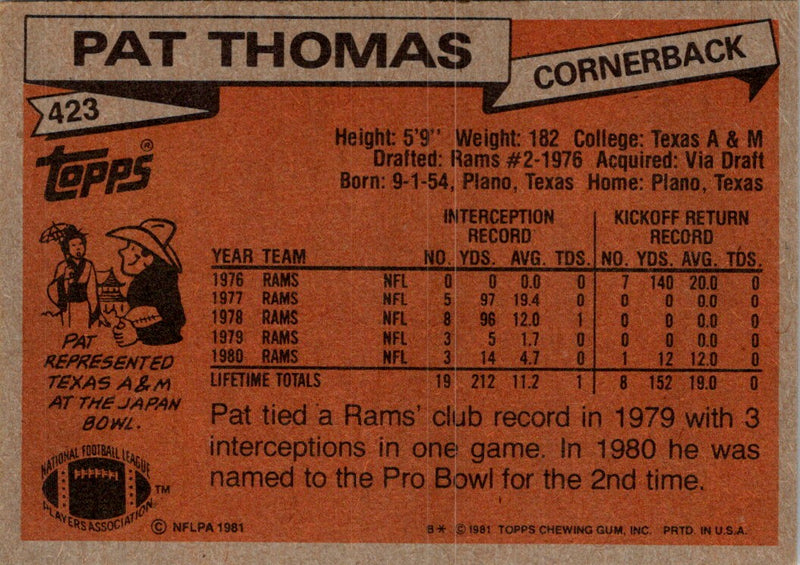 PAT THOMAS
CORNERBACK
423
topps®
Height: 5'9" Weight: 182 College: Texas A & M
Drafted: Rams #2-1976 Acquired: Via Draft
Born: 9-1-54, Plano, Texas Home: Plano, Texas
INTERCEPTION RECORD KICKOFF RETURN RECORD
YEAR TEAM NO. YDS. AVG. TDS. NO. YDS. AVG. TDS.
1976 RAMS NFL 0 0 0.0 0 7 140 20.0 0
1977 RAMS NFL 5 97 19.4 0 0 0 0.0 0
1978 RAMS NFL 8 96 12.0 1 0 0 0.0 0
1979 RAMS NFL 3 5 1.7 0 0 0 0.0 0
1980 RAMS NFL 3 14 4.7 0 1 12 12.0 0
LIFETIME TOTALS 19 212 11.2 1 8 152 19.0 0
PAT
REPRESENTED
TEXAS A&M
AT THE JAPAN
BOWL.
Pat tied a Rams' club record in 1979 with 3
interceptions in one game. In 1980 he was
named to the Pro Bowl for the 2nd time.
NATIONAL FOOTBALL LEAGUE
PLAYERS ASSOCIATION
TM
© NFLPA 1981
B* © 1981 TOPPS CHEWING GUM, INC. PRTD. IN U.S.A.